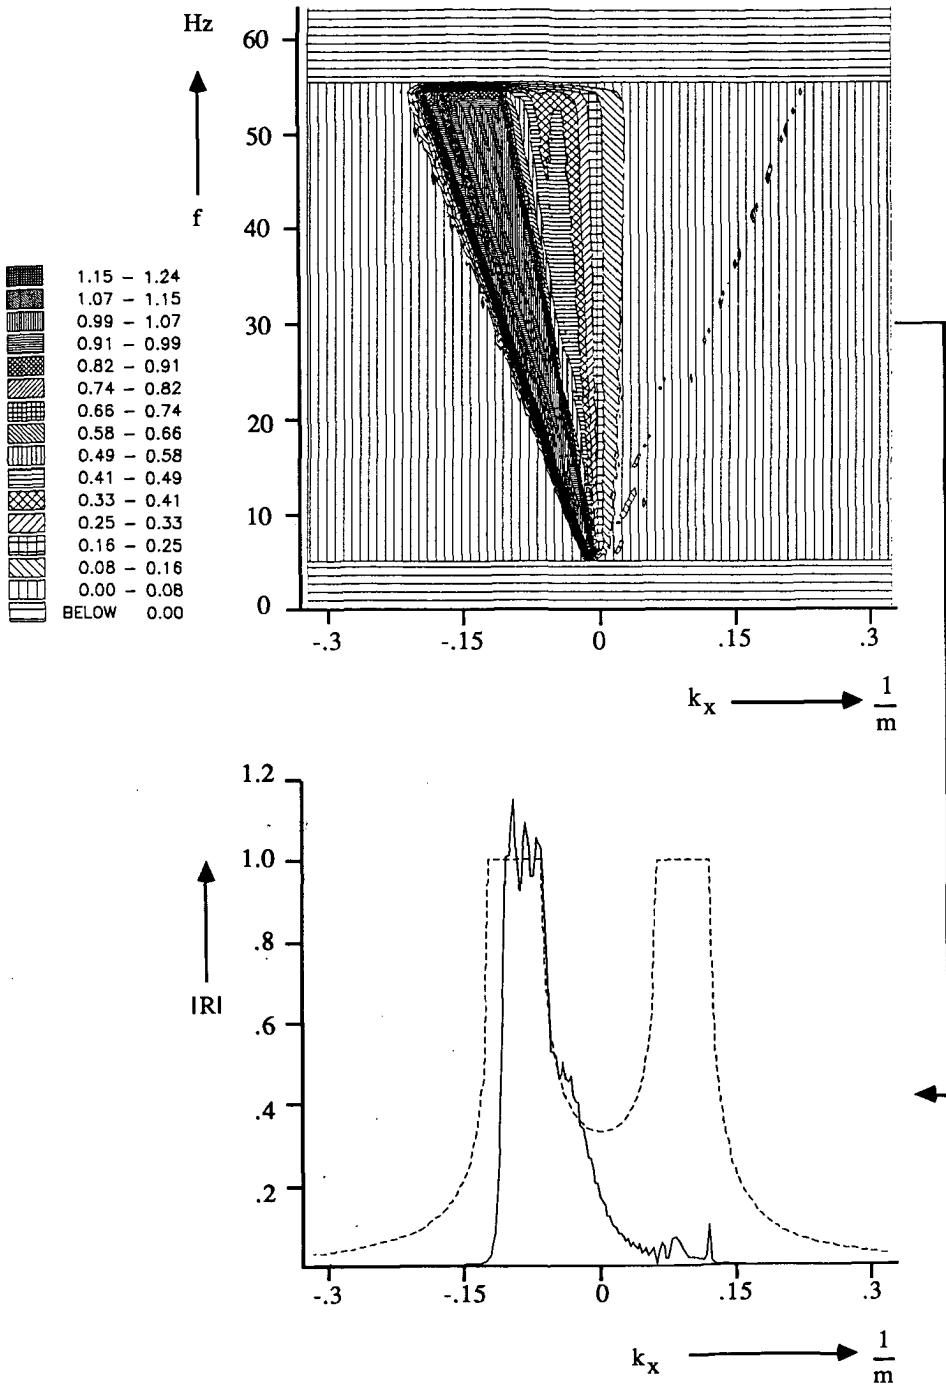 Hz
60
50
f
40
30
20
10
0
-.3 -.15 0 .15 .3
k_x 1/m
1.15 – 1.24
1.07 – 1.15
0.99 – 1.07
0.91 – 0.99
0.82 – 0.91
0.74 – 0.82
0.66 – 0.74
0.58 – 0.66
0.49 – 0.58
0.41 – 0.49
0.33 – 0.41
0.25 – 0.33
0.16 – 0.25
0.08 – 0.16
0.00 – 0.08
BELOW 0.00
1.2
1.0
.8
|R|
.6
.4
.2
-.3 -.15 0 .15 .3
k_x 1/m